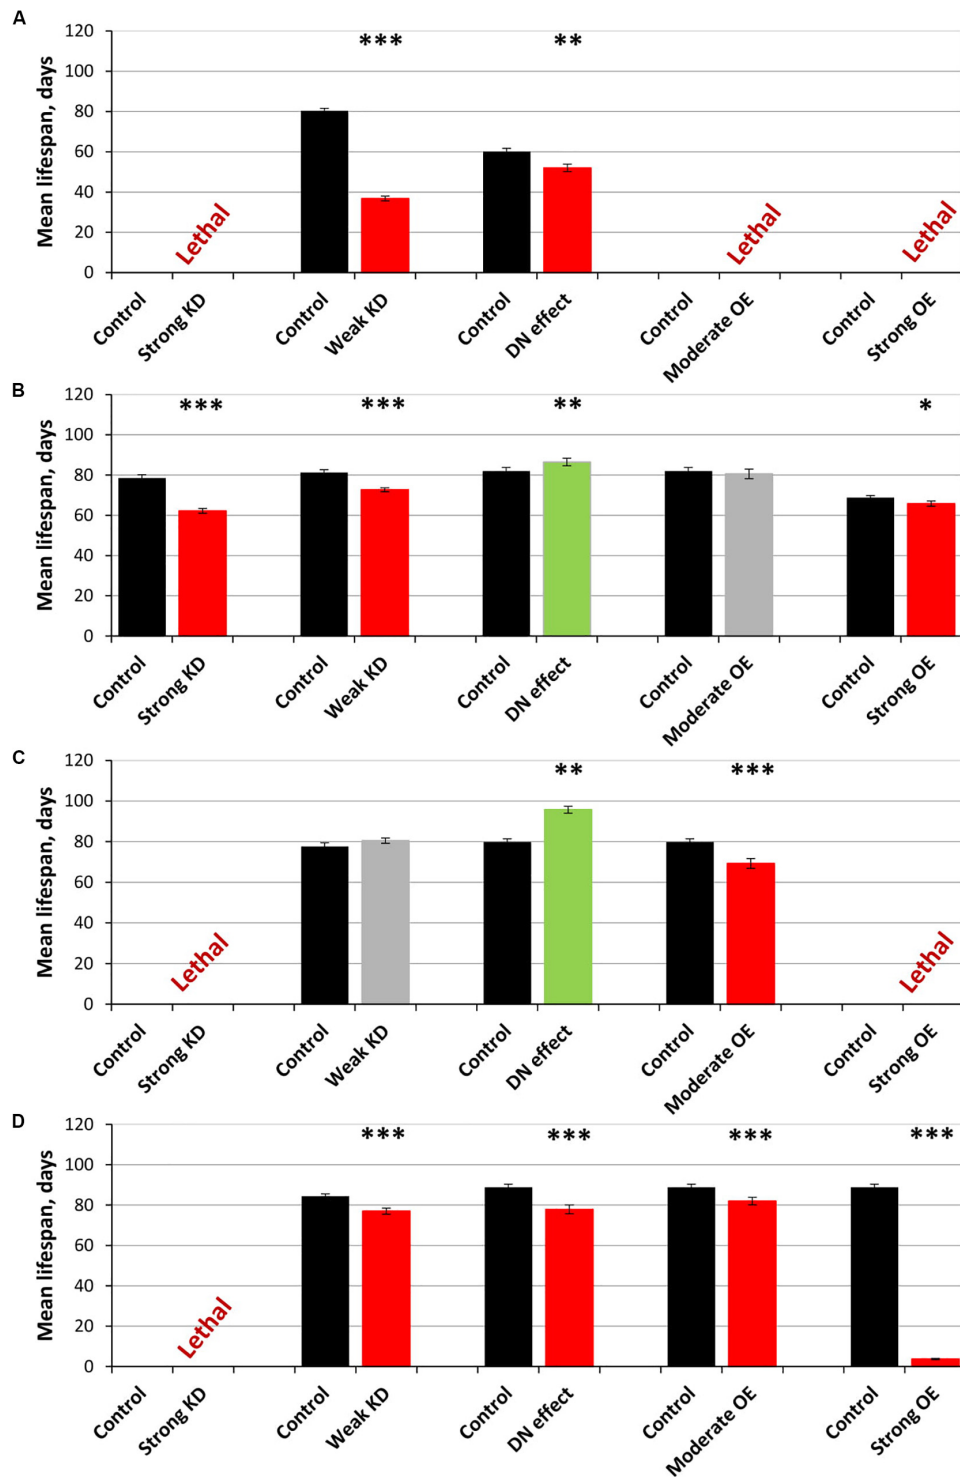 A
Mean lifespan, days
120
100
80
60
40
20
0
***
**
Lethal
Lethal
Lethal
Control
Strong KD
Control
Weak KD
Control
DN effect
Control
Moderate OE
Control
Strong OE
B
Mean lifespan, days
120
100
80
60
40
20
0
***
***
**
*
Control
Strong KD
Control
Weak KD
Control
DN effect
Control
Moderate OE
Control
Strong OE
C
Mean lifespan, days
120
100
80
60
40
20
0
**
***
Lethal
Lethal
Control
Strong KD
Control
Weak KD
Control
DN effect
Control
Moderate OE
Control
Strong OE
D
Mean lifespan, days
120
100
80
60
40
20
0
***
***
***
***
Lethal
Control
Strong KD
Control
Weak KD
Control
DN effect
Control
Moderate OE
Control
Strong OE